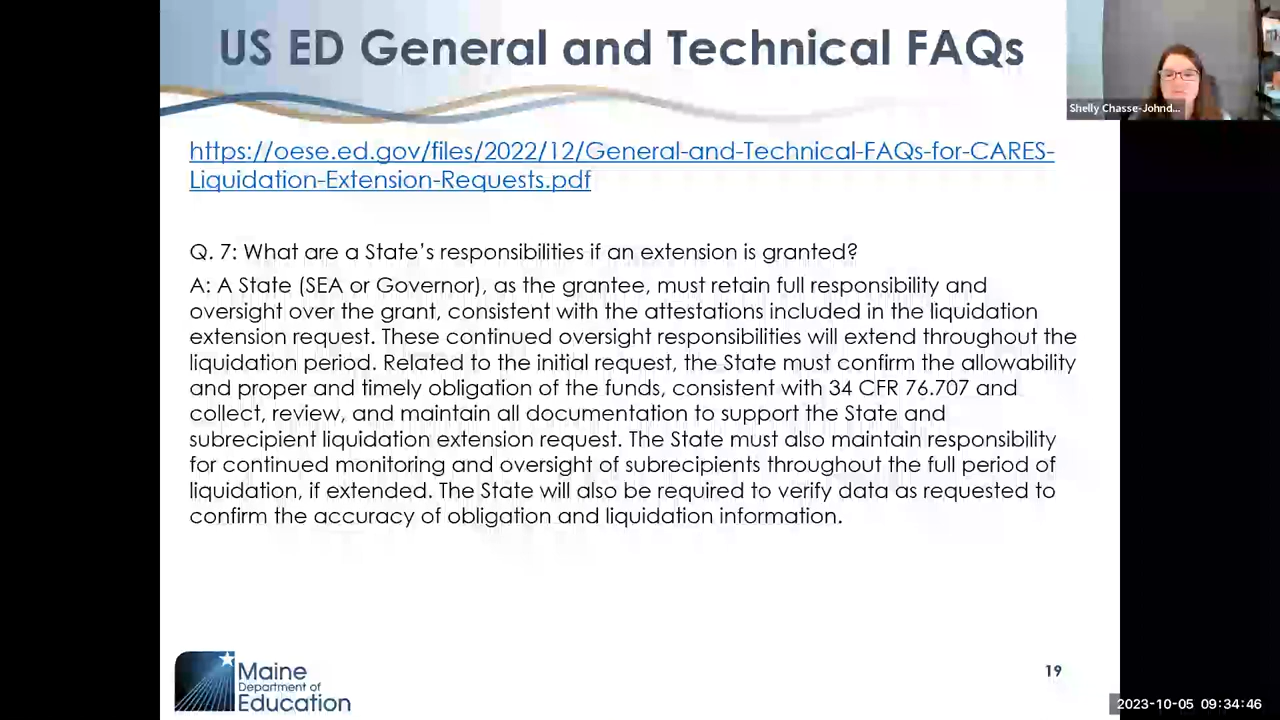 US ED General and Technical FAQs
Shelly Chasse-Johnd...
https://oese.ed.gov/files/2022/12/General-and-Technical-FAQs-for-CARES-
Liquidation-Extension-Requests.pdf
Q. 7: What are a State's responsibilities if an extension is granted?
A: A State (SEA or Governor), as the grantee, must retain full responsibility and
oversight over the grant, consistent with the attestations included in the liquidation
extension request. These continued oversight responsibilities will extend throughout the
liquidation period. Related to the initial request, the State must confirm the allowability
and proper and timely obligation of the funds, consistent with 34 CFR 76.707 and
collect, review, and maintain all documentation to support the State and
subrecipient liquidation extension request. The State must also maintain responsibility
for continued monitoring and oversight of subrecipients throughout the full period of
liquidation, if extended. The State will also be required to verify data as requested to
confirm the accuracy of obligation and liquidation information.
Maine
Department of
Education
19
2023-10-05 09:34:46